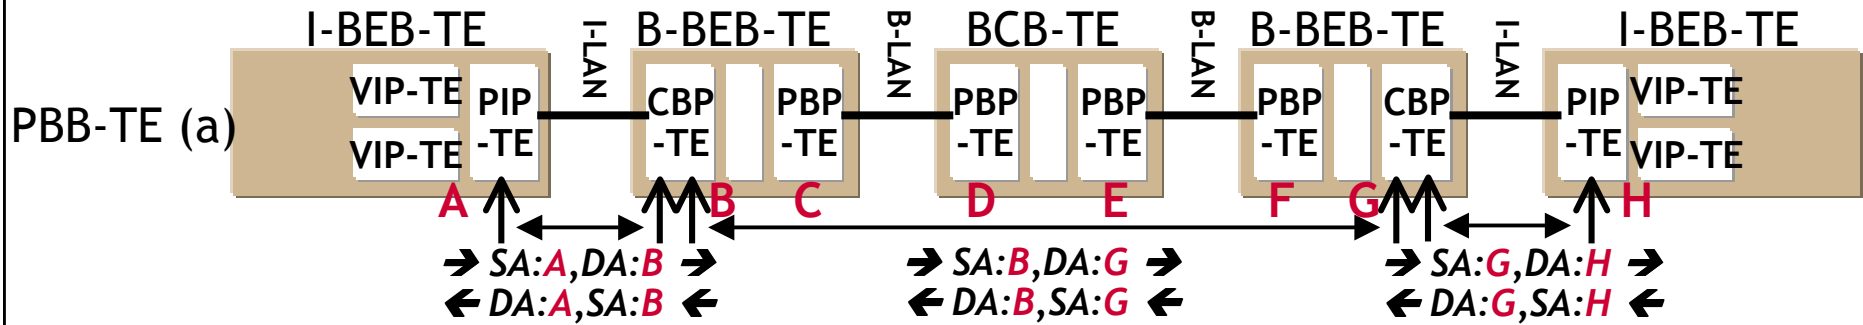 I-BEB-TE
I-LAN
B-BEB-TE
B-LAN
BCB-TE
B-LAN
B-BEB-TE
I-LAN
I-BEB-TE
PBB-TE (a)
VIP-TE
VIP-TE
PIP
-TE
CBP
-TE
PBP
-TE
PBP
-TE
PBP
-TE
PBP
-TE
CBP
-TE
PIP
-TE
VIP-TE
VIP-TE
A
B
C
D
E
F
G
H
SA:A,DA:B
DA:A,SA:B
SA:B,DA:G
DA:B,SA:G
SA:G,DA:H
DA:G,SA:H